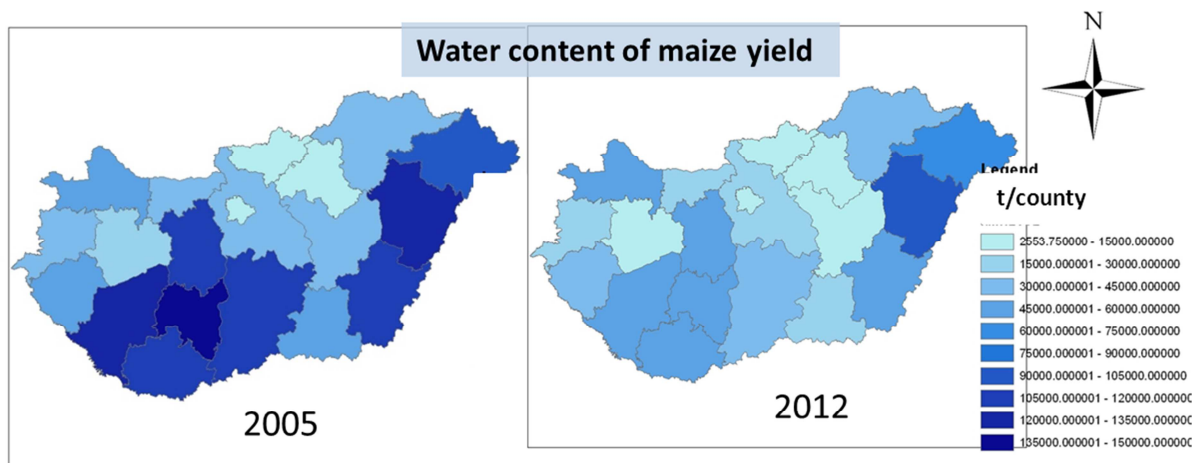 Water content of maize yield
N
Legend
t/county
2553.750000 - 15000.000000
15000.000001 - 30000.000000
30000.000001 - 45000.000000
45000.000001 - 60000.000000
60000.000001 - 75000.000000
75000.000001 - 90000.000000
90000.000001 - 105000.000000
105000.000001 - 120000.000000
120000.000001 - 135000.000000
135000.000001 - 150000.000000
2005
2012